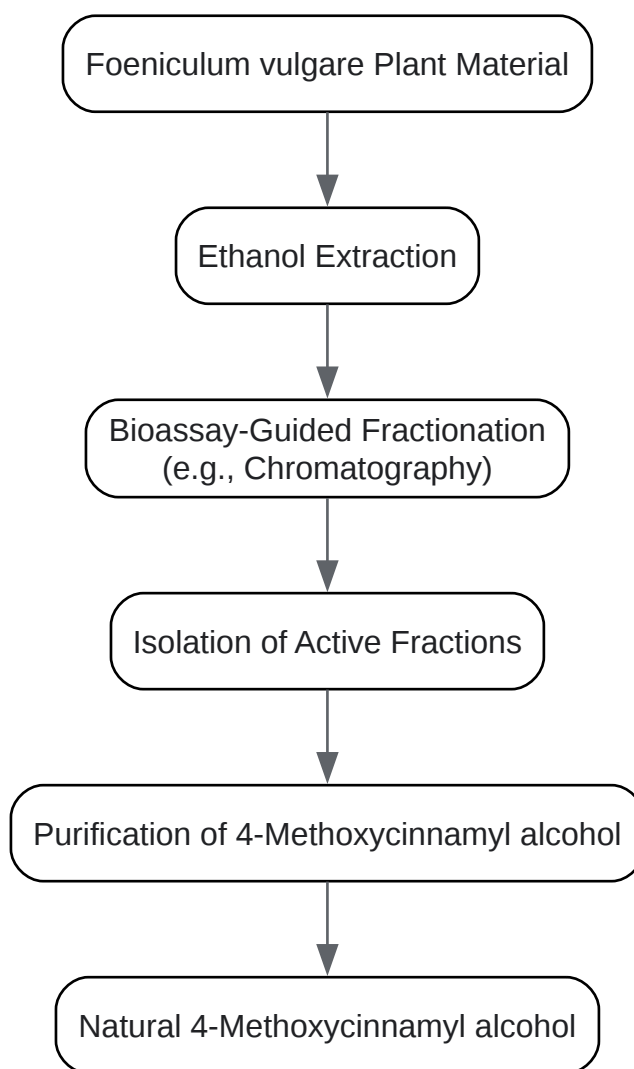 Foeniculum vulgare Plant Material
Ethanol Extraction
Bioassay-Guided Fractionation
(e.g., Chromatography)
Isolation of Active Fractions
Purification of 4-Methoxycinnamyl alcohol
Natural 4-Methoxycinnamyl alcohol